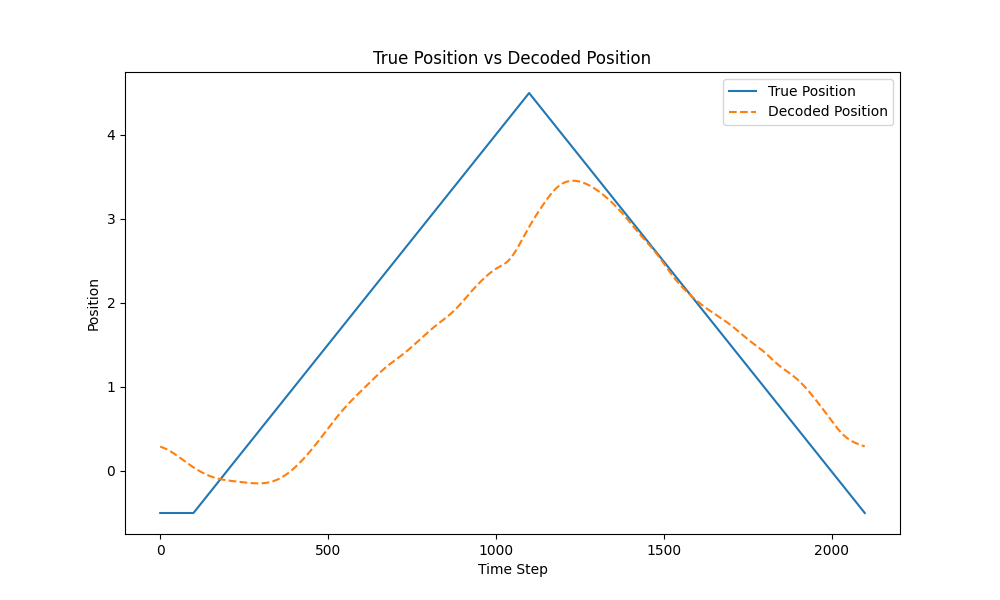 True Position vs Decoded Position
True Position
Decoded Position
Position
4
3
2
1
0
0 500 1000 1500 2000
Time Step